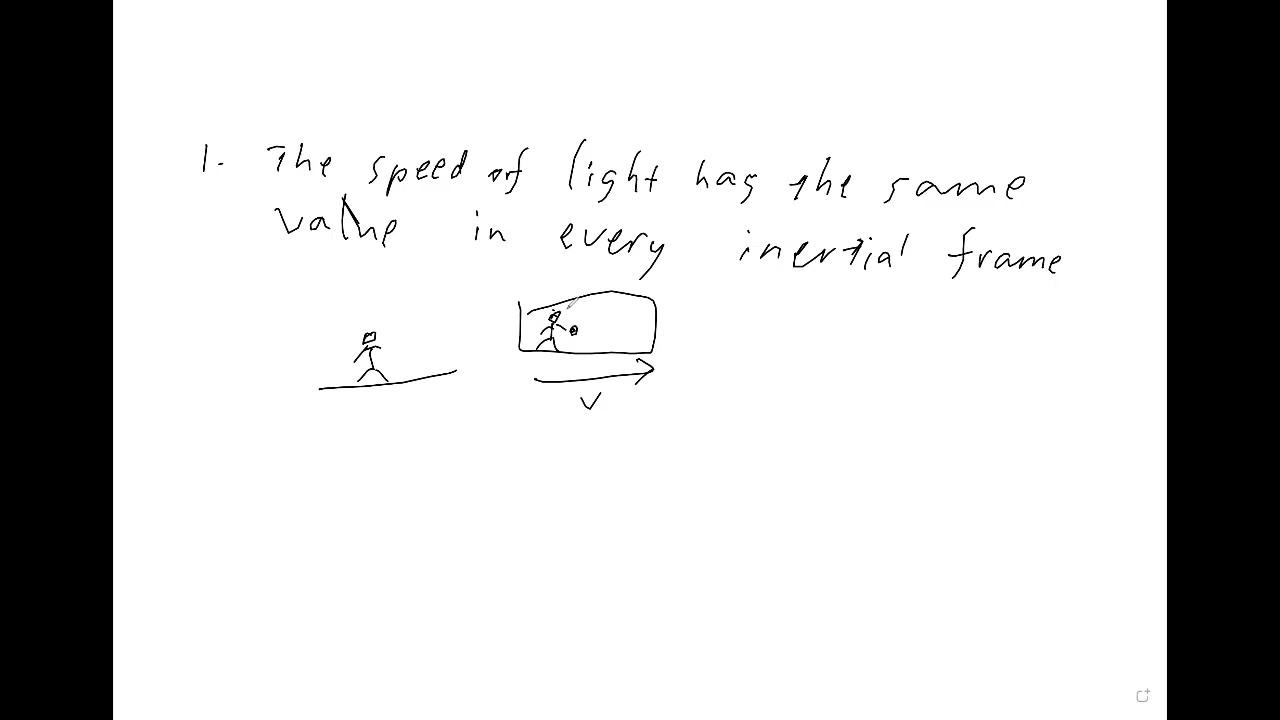 1. The speed of light has the same
value in every inertial frame
V